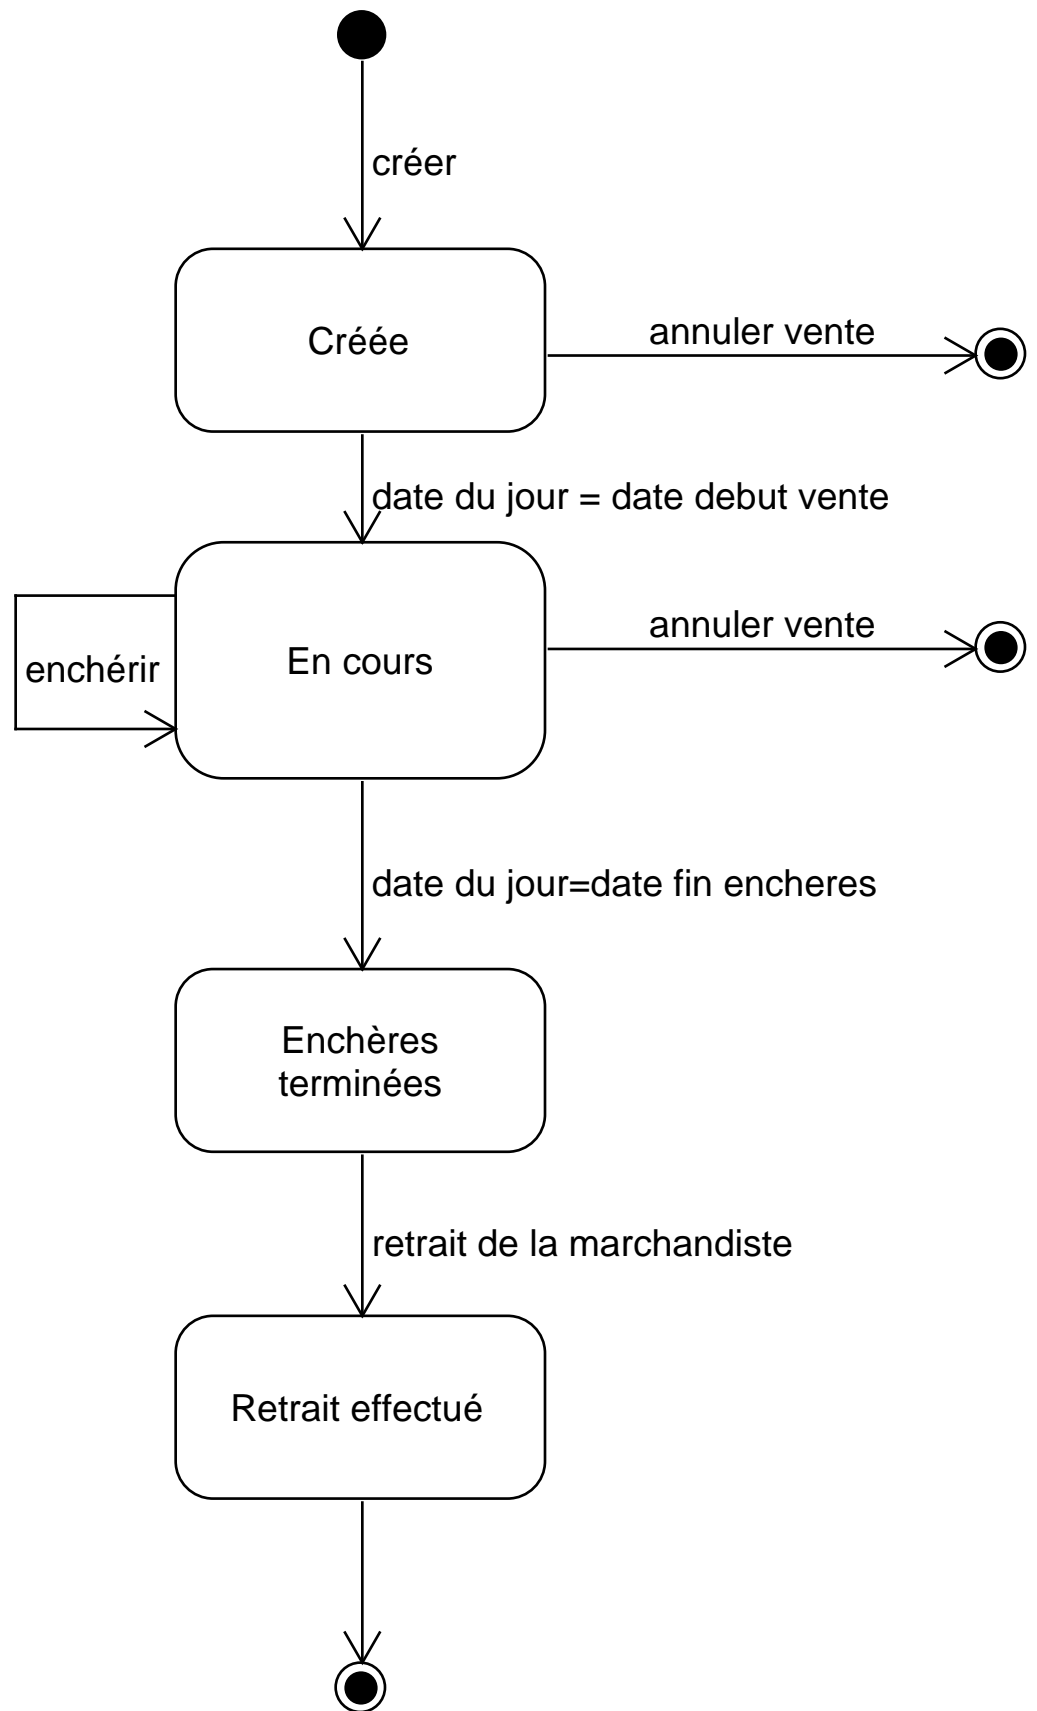 créer
Créée
annuler vente
date du jour = date debut vente
annuler vente
enchérir
En cours
date du jour=date fin encheres
Enchères
terminées
retrait de la marchandiste
Retrait effectué